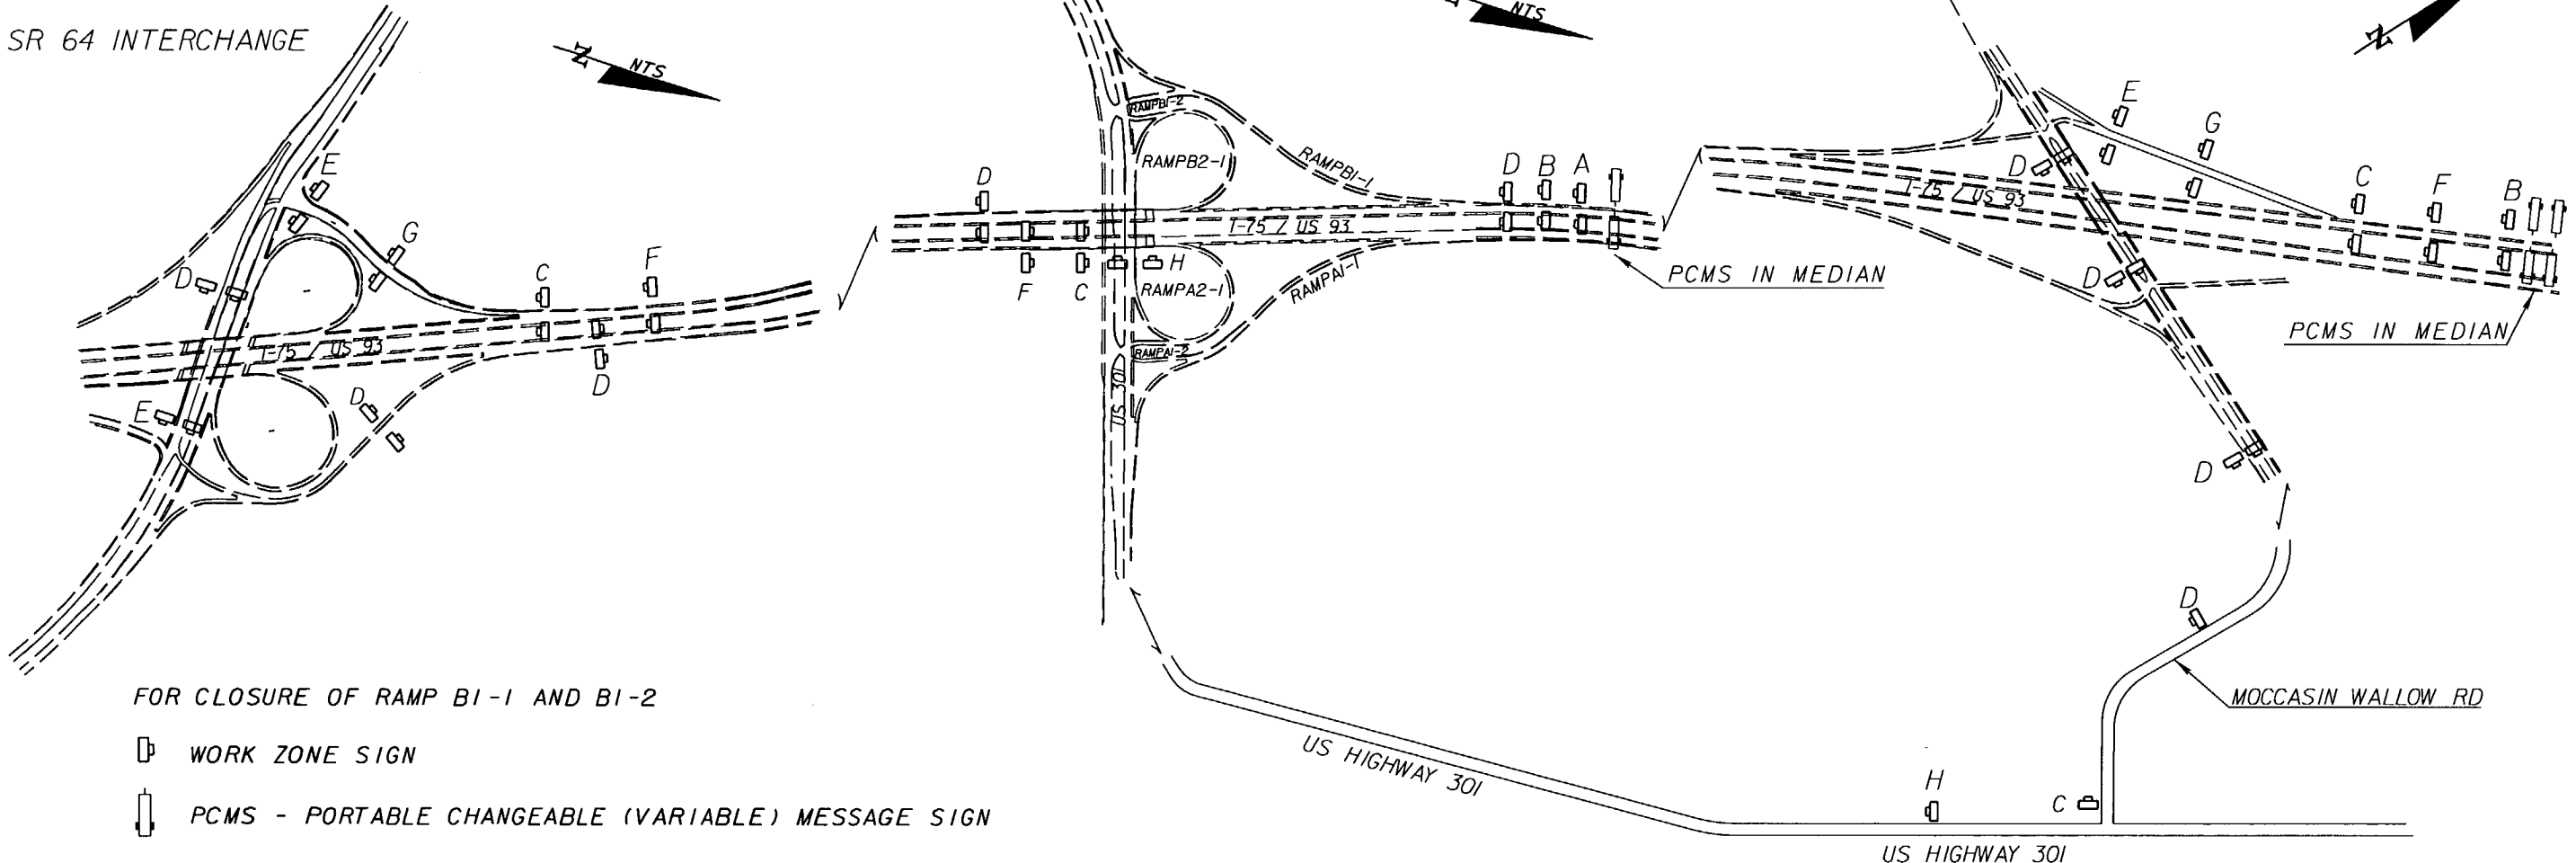 SR 64 INTERCHANGE
N
NTS
NTS
N
E
G
D
C
F
D
E
D
I-75 / US 93
RAMPB1-2
RAMPB2-1
RAMPB1-1
D
D
B
A
I-75 / US 93
F
C
H
RAMPA2-1
RAMPA1-1
RAMPA1-2
US 301
PCMS IN MEDIAN
E
G
D
C
F
B
I-75 / US 93
D
PCMS IN MEDIAN
D
D
MOCCASIN WALLOW RD
US HIGHWAY 301
H
C
US HIGHWAY 301
FOR CLOSURE OF RAMP B1-1 AND B1-2
WORK ZONE SIGN
PCMS - PORTABLE CHANGEABLE (VARIABLE) MESSAGE SIGN